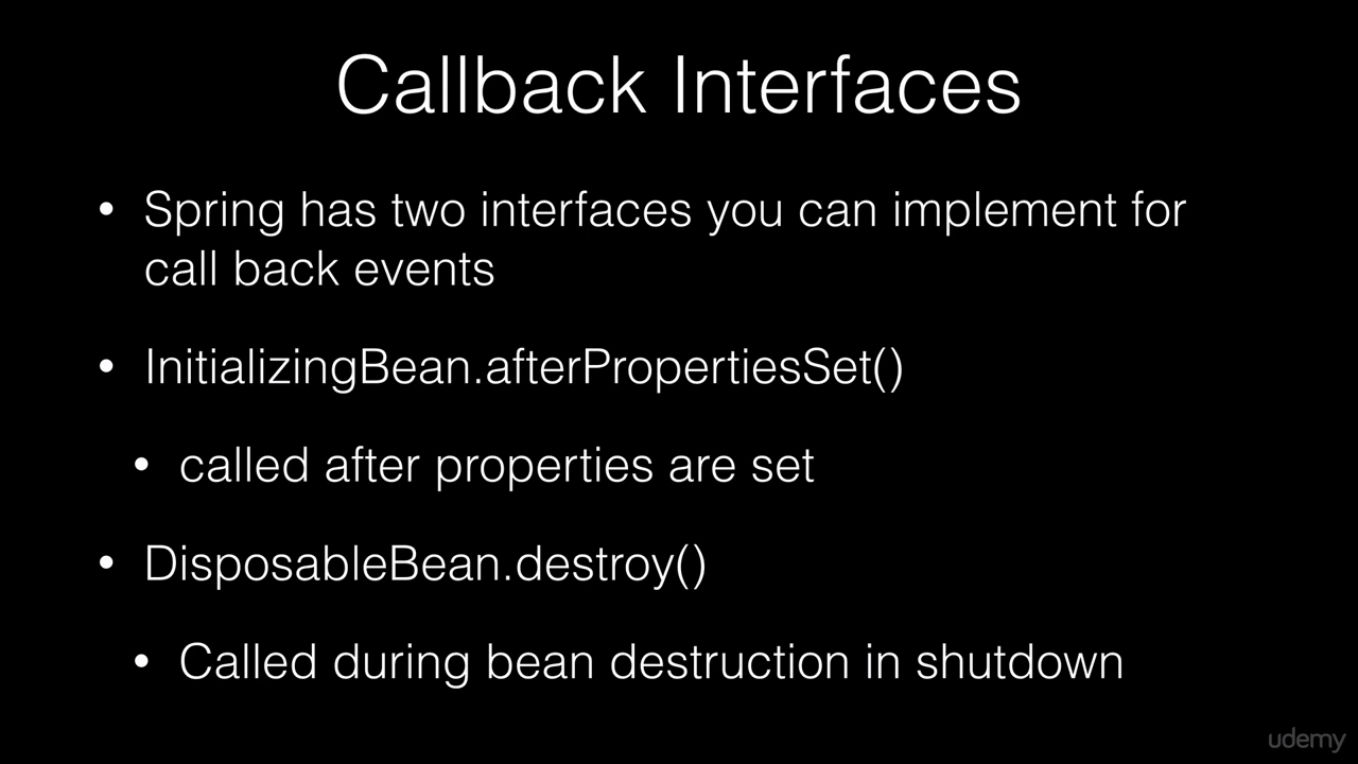 Callback Interfaces
• Spring has two interfaces you can implement for
call back events
• InitializingBean.afterPropertiesSet()
• called after properties are set
• DisposableBean.destroy()
• Called during bean destruction in shutdown
udemy